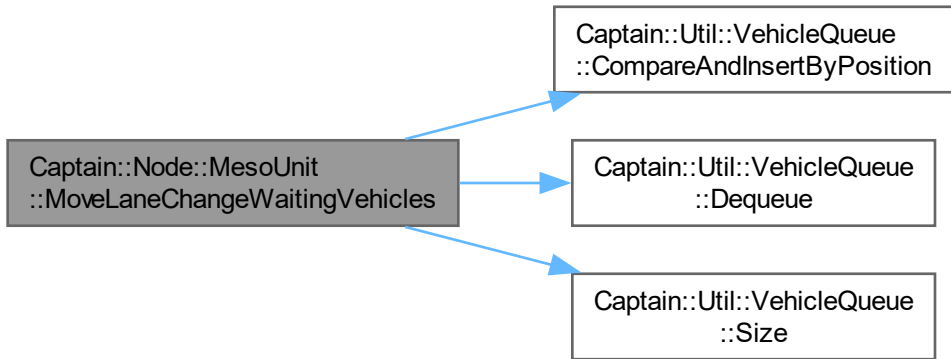 Captain::Node::MesoUnit
::MoveLaneChangeWaitingVehicles
Captain::Util::VehicleQueue
::CompareAndInsertByPosition
Captain::Util::VehicleQueue
::Dequeue
Captain::Util::VehicleQueue
::Size